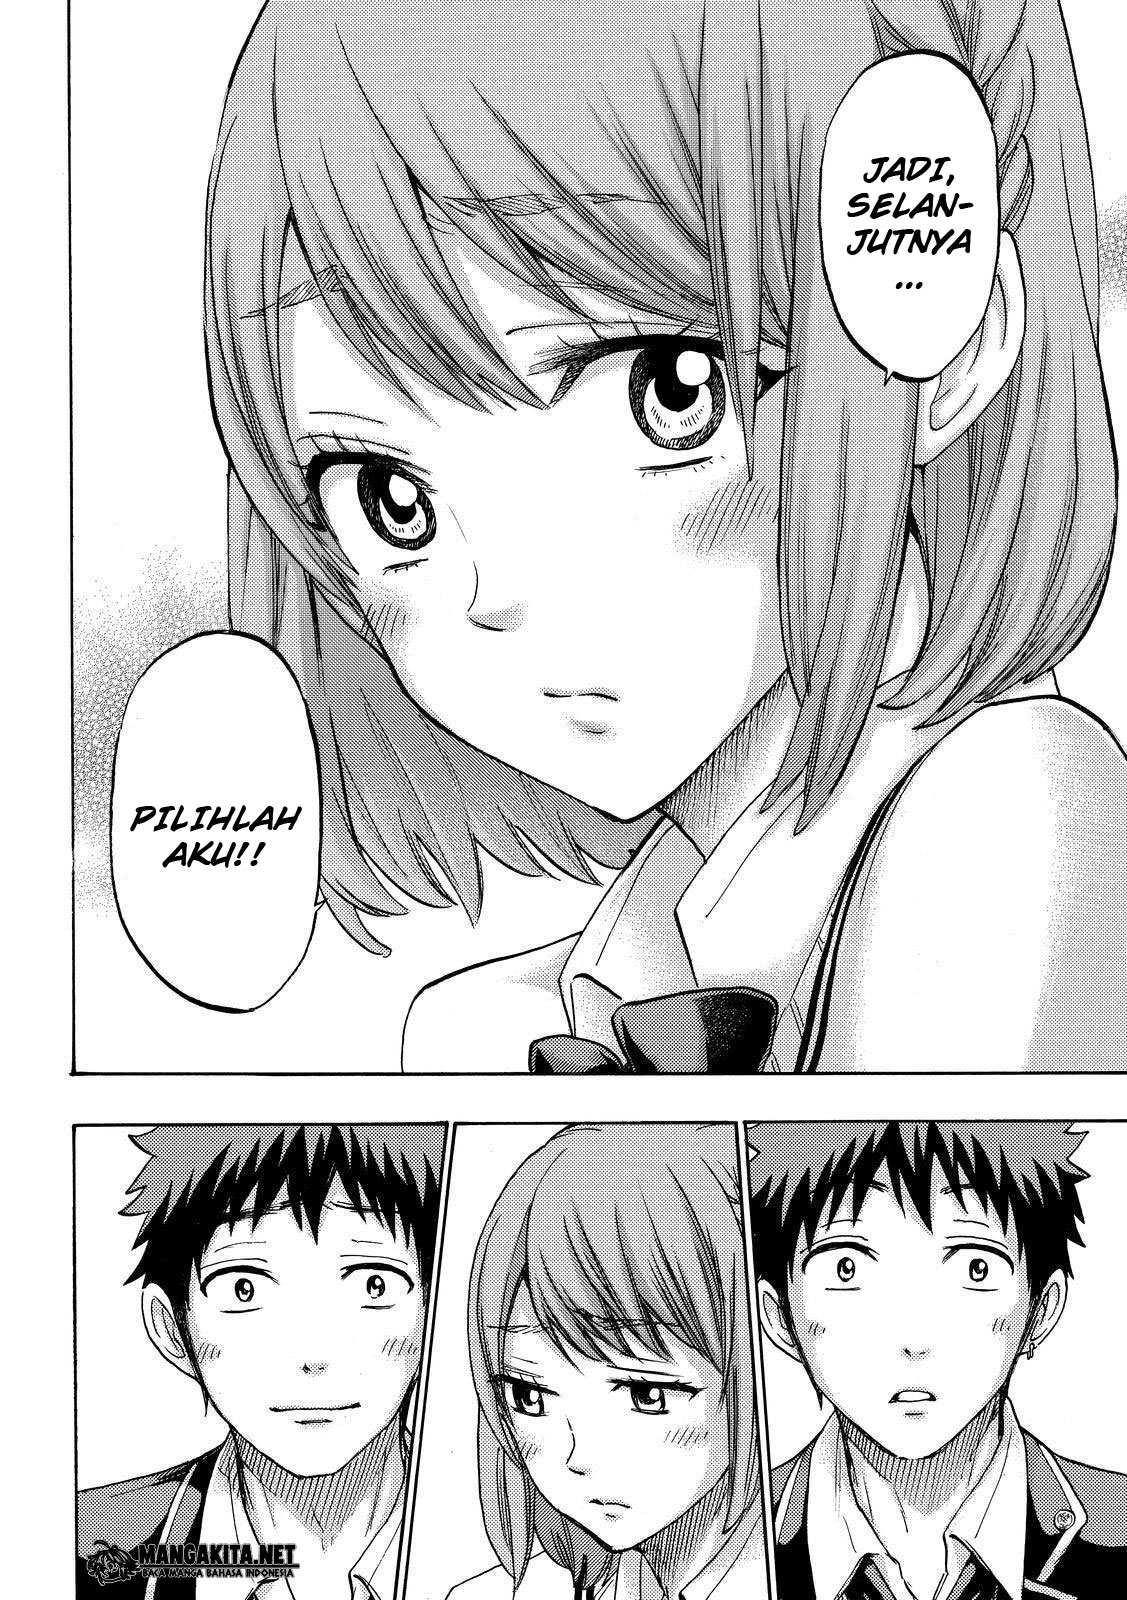 JADI,
SELAN-
JUTNYA
...
PILIHLAH
AKU!!
MANGAKITA.NET
BACA MANGA BAHASA INDONESIA